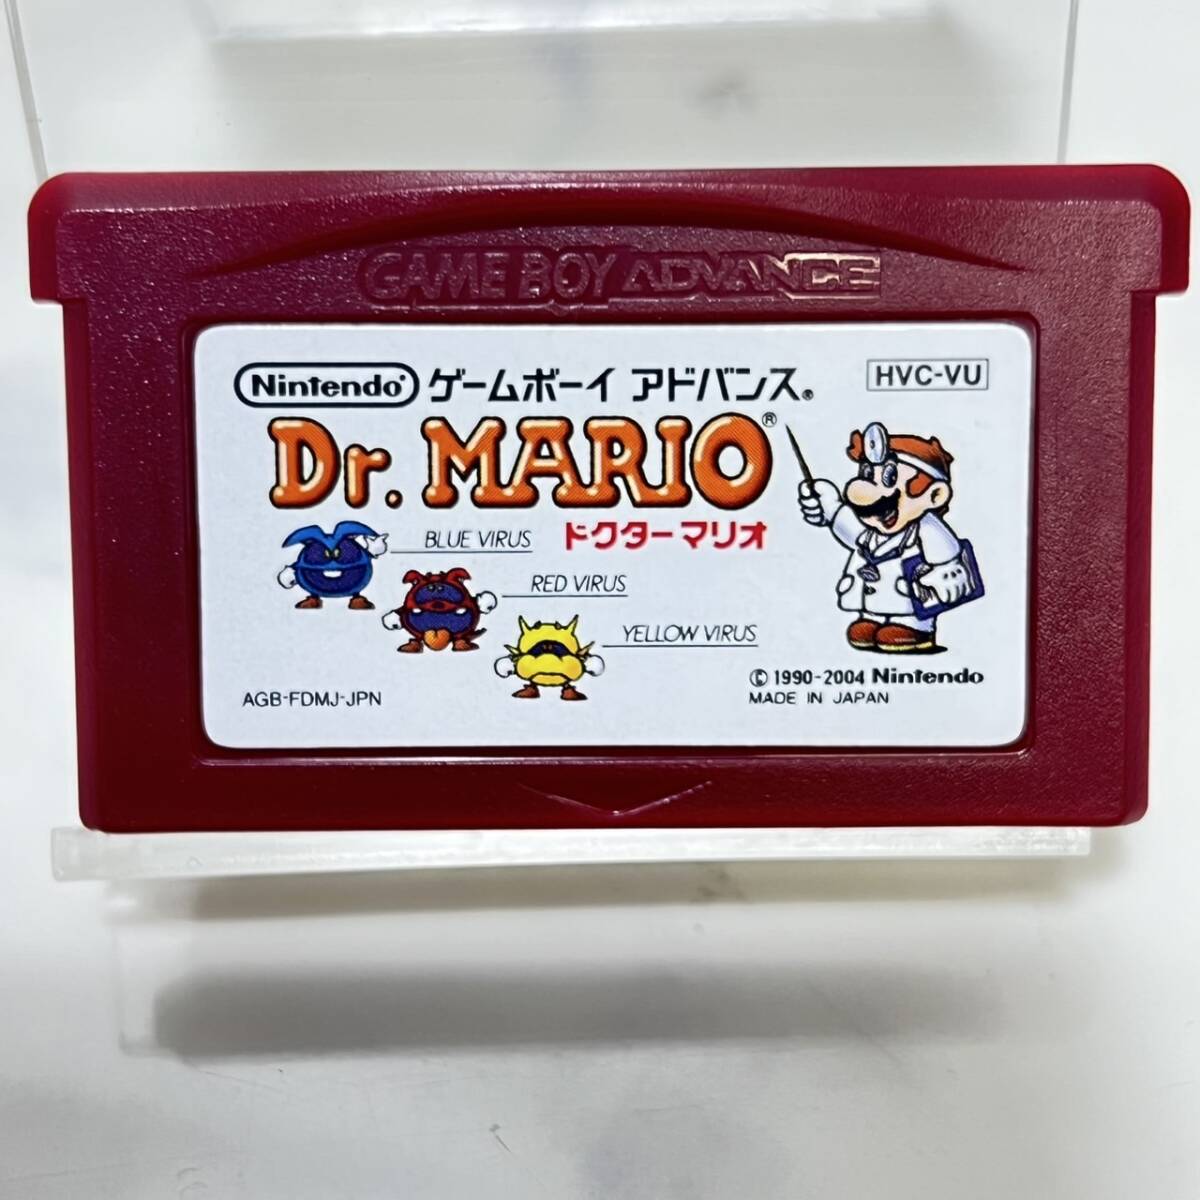 GAME BOY ADVANCE
Nintendo® ゲームボーイ アドバンス®
HVC-VU
Dr. MARIO®
ドクターマリオ
BLUE VIRUS
RED VIRUS
YELLOW VIRUS
AGB-FDMJ-JPN
© 1990-2004 Nintendo
MADE IN JAPAN